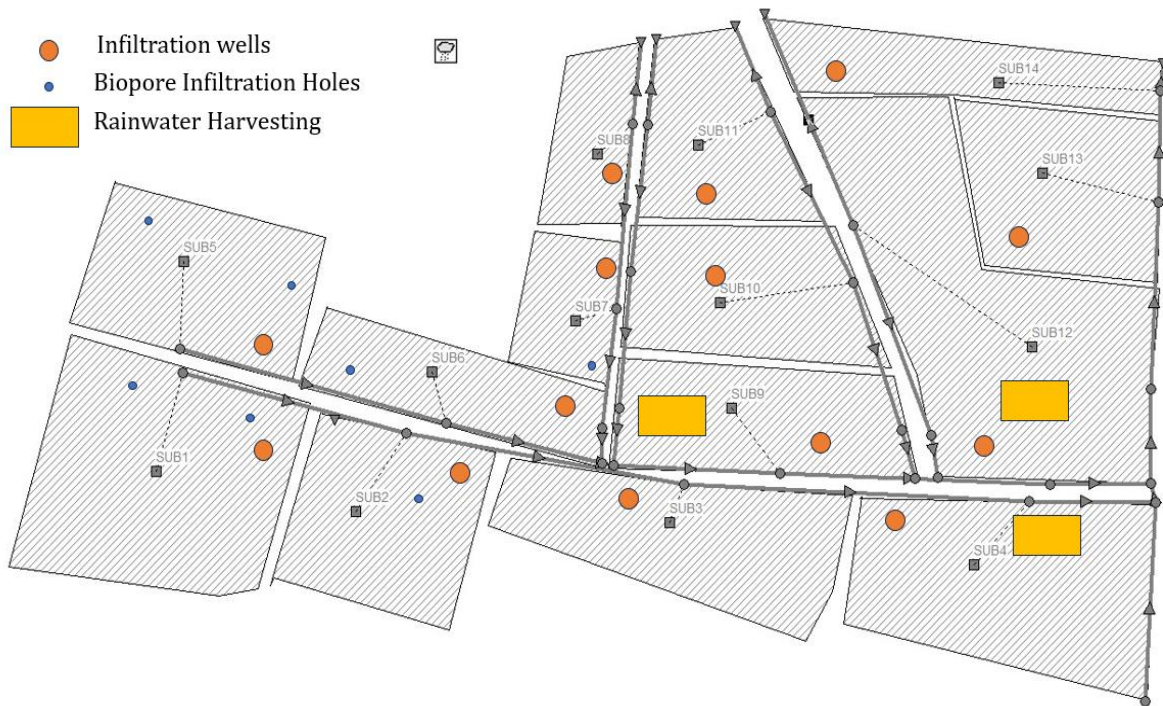 Infiltration wells
Biopore Infiltration Holes
Rainwater Harvesting
SUB14
SUB11
SUB8
SUB13
SUB5
SUB10
SUB7
SUB12
SUB6
SUB9
SUB1
SUB2
SUB3
SUB4